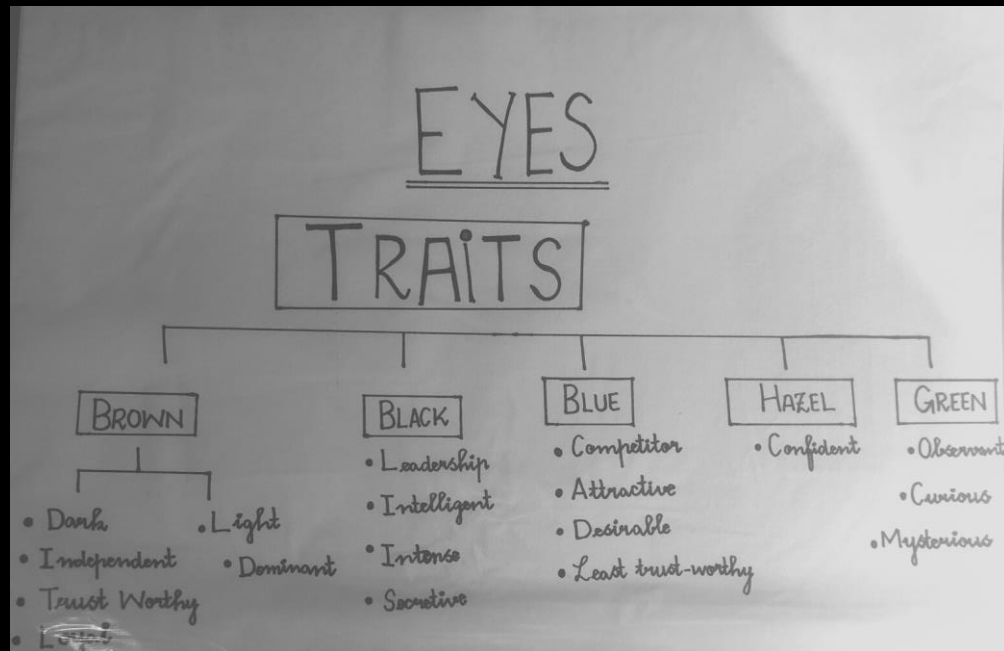 EYES
TRAiTS
BROWN
• Dark
• Independent
• Trust Worthy
• Loyal
• Light
• Dominant
BLACK
• Leadership
• Intelligent
• Intense
• Secretive
BLUE
• Competitor
• Attractive
• Desirable
• Least trust-worthy
HAZEL
• Confident
GREEN
• Observant
• Curious
• Mysterious